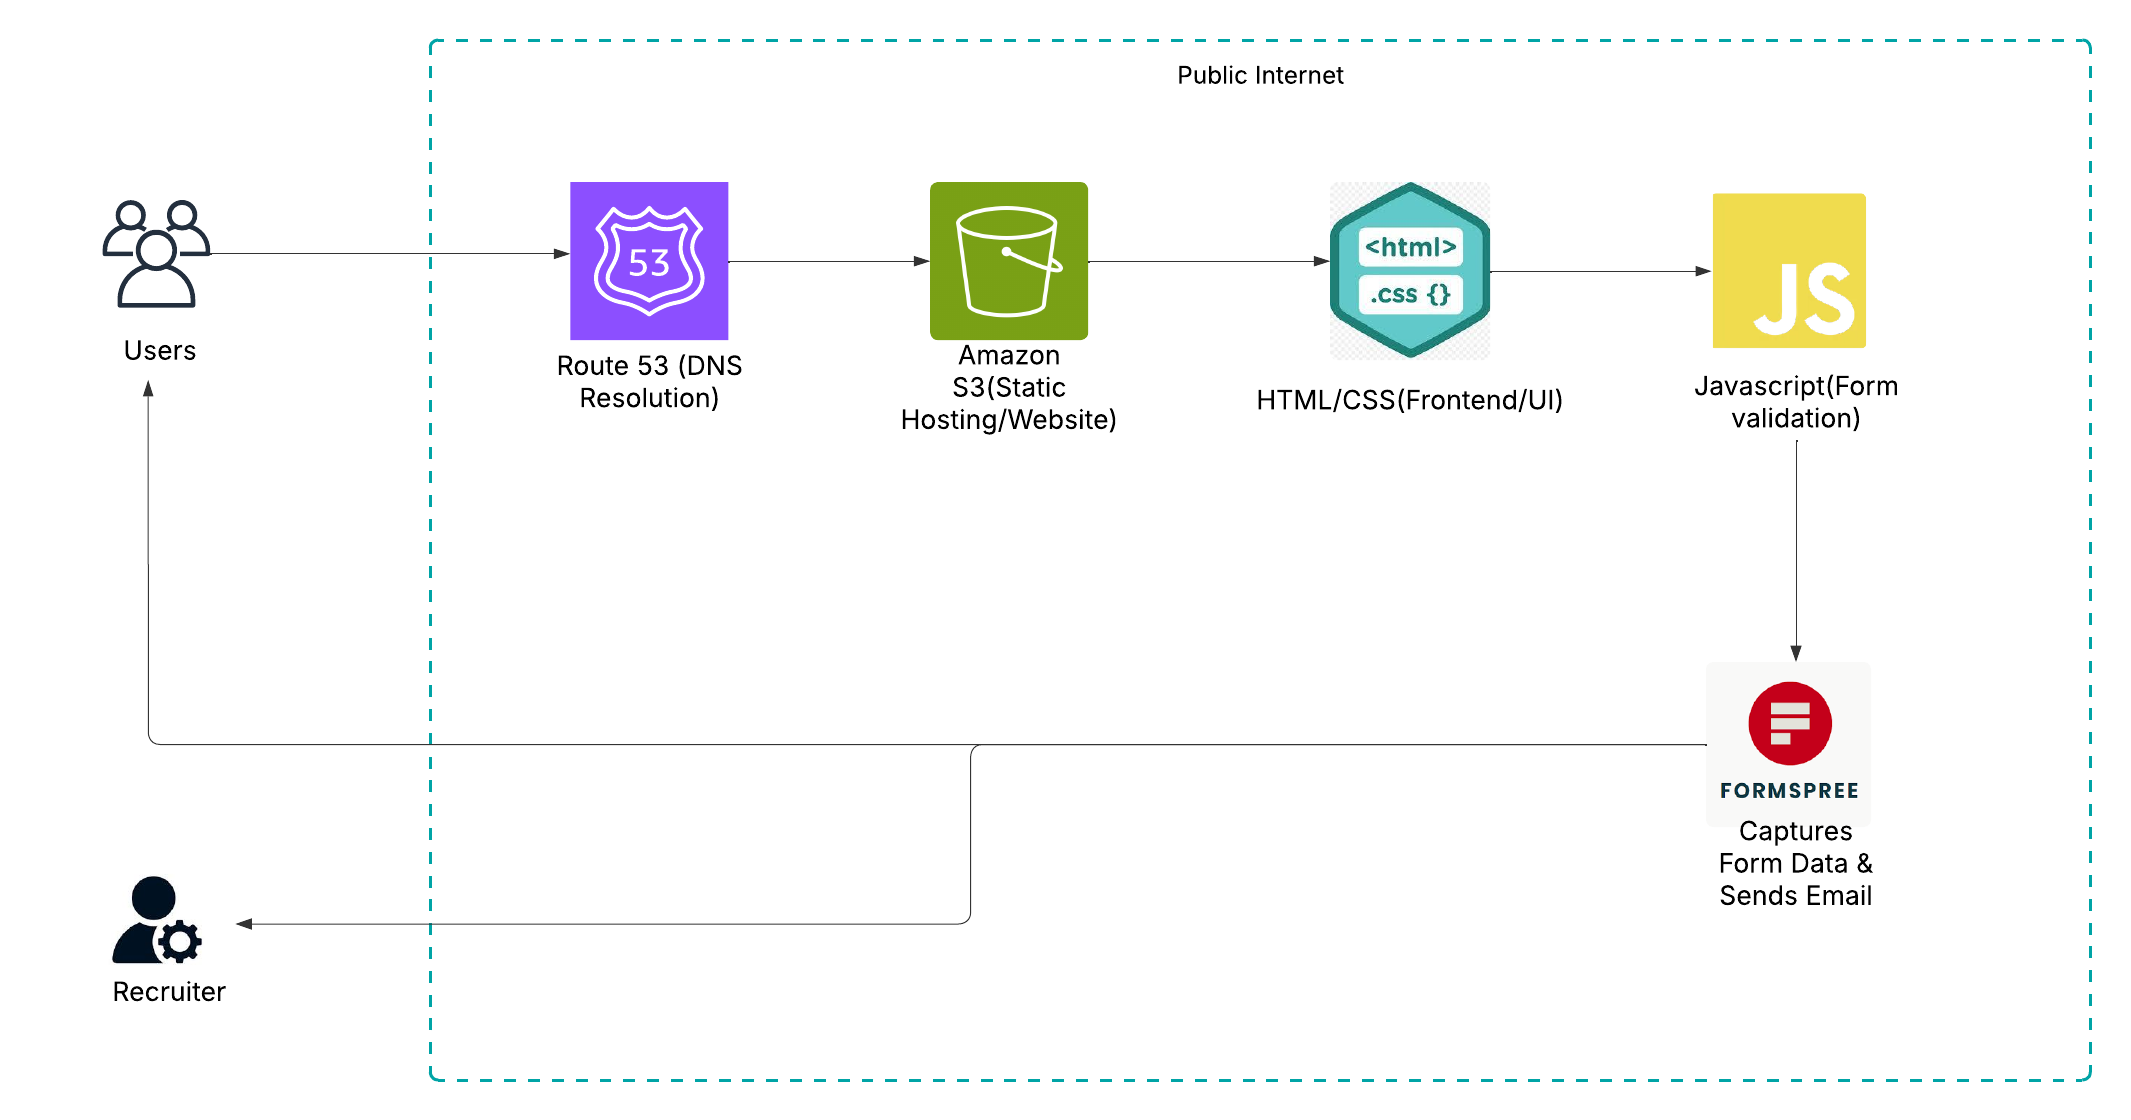 Public Internet
53
<html>
.css {}
JS
Users
Route 53 (DNS
Resolution)
Amazon
S3(Static
Hosting/Website)
HTML/CSS(Frontend/UI)
Javascript(Form
validation)
FORMSPREE
Captures
Form Data &
Sends Email
Recruiter